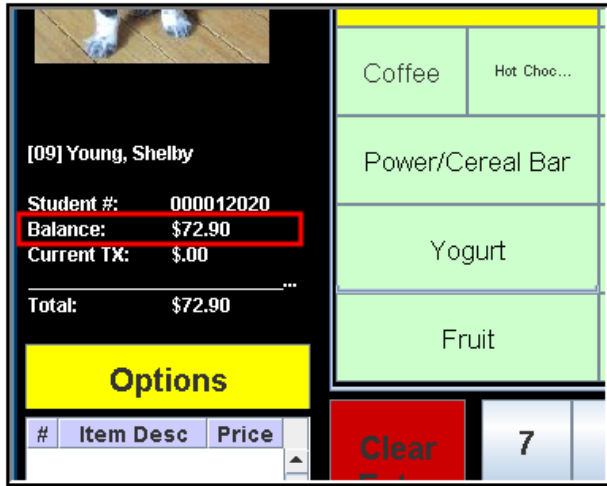 Coffee
Hot Choc...
[09] Young, Shelby
Power/Cereal Bar
Student #: 000012020
Balance: $72.90
Current TX: $.00
...
Total: $72.90
Yogurt
Fruit
Options
# Item Desc Price
Clear
7